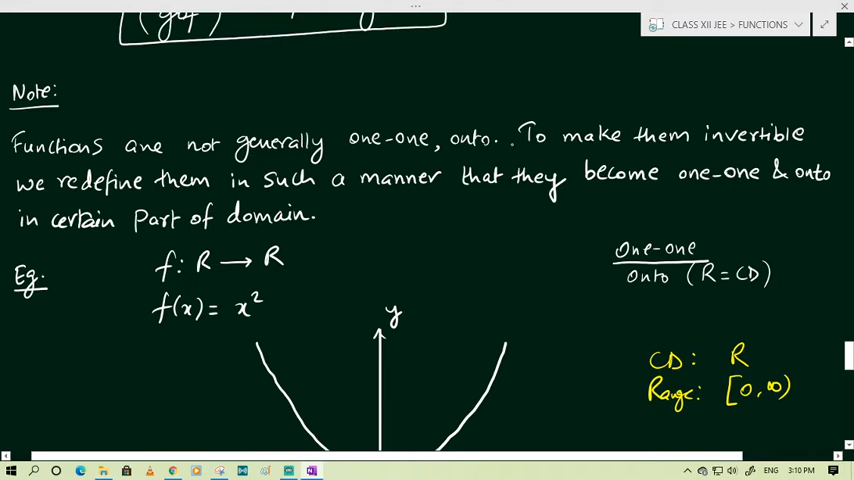 CLASS XII JEE > FUNCTIONS
(gof)
Note:
Functions are not generally one-one, onto.. To make them invertible
we redefine them in such a manner that they become one-one & onto
in certain part of domain.
Eg.
f: R → R
f(x) = x²
One-one
onto (R = CD)
y
CD: R
Range: [0, ∞)
ENG 3:10 PM